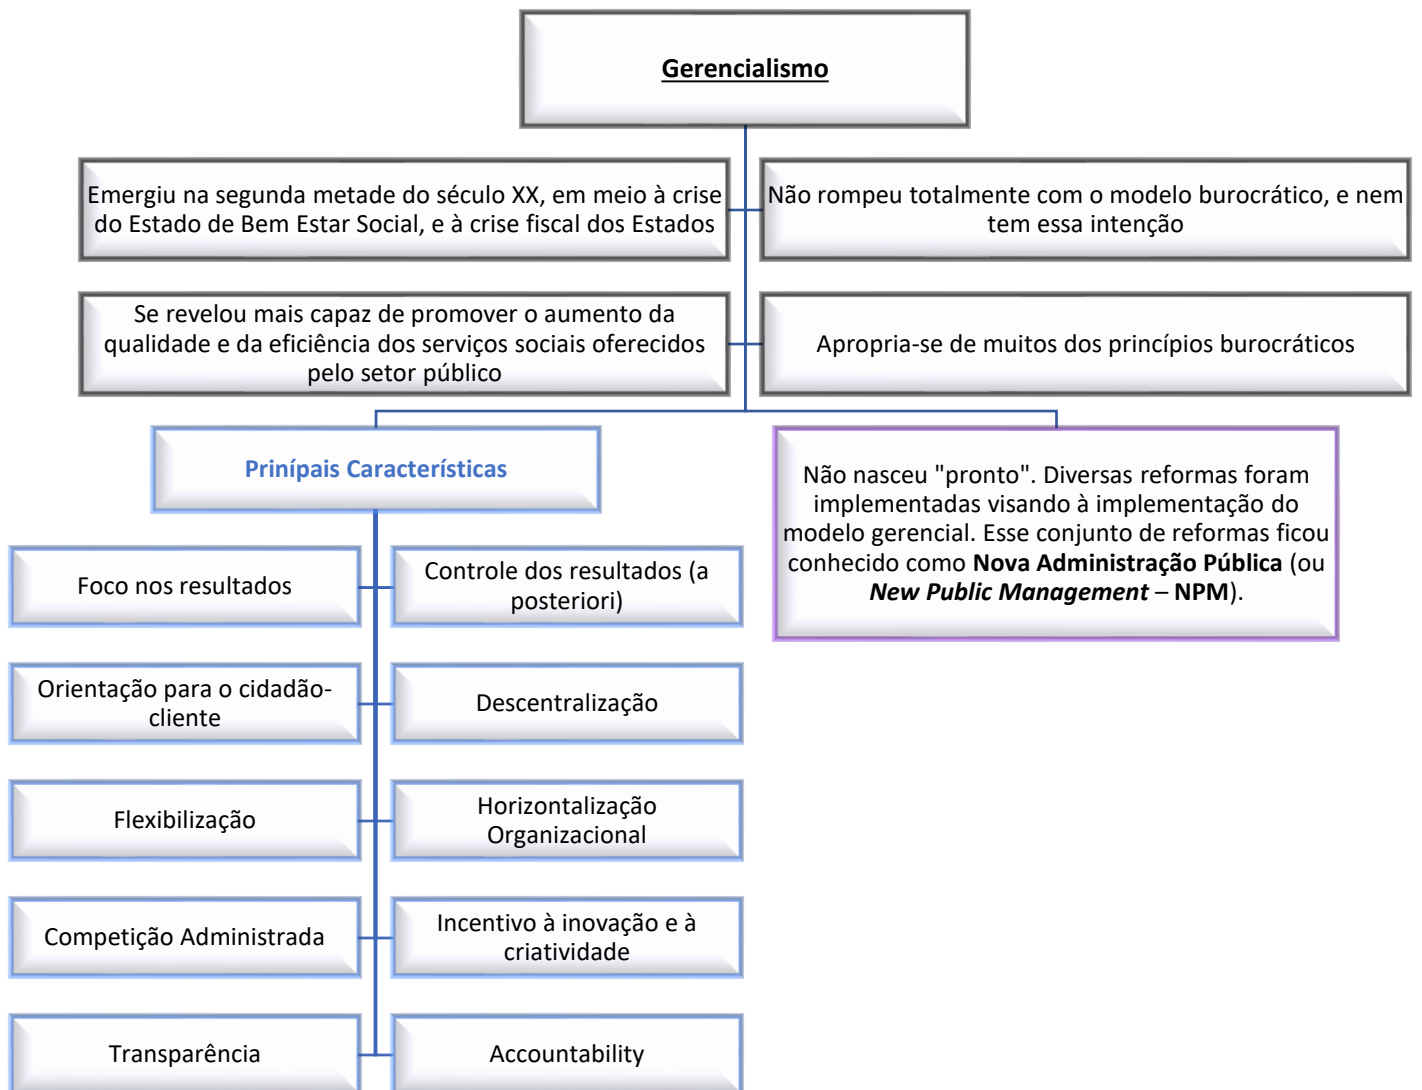 Gerencialismo
Emergiu na segunda metade do século XX, em meio à crise
do Estado de Bem Estar Social, e à crise fiscal dos Estados
Não rompeu totalmente com o modelo burocrático, e nem
tem essa intenção
Se revelou mais capaz de promover o aumento da
qualidade e da eficiência dos serviços sociais oferecidos
pelo setor público
Apropria-se de muitos dos princípios burocráticos
Prinípais Características
Não nasceu "pronto". Diversas reformas foram
implementadas visando à implementação do
modelo gerencial. Esse conjunto de reformas ficou
conhecido como Nova Administração Pública (ou
New Public Management – NPM).
Foco nos resultados
Controle dos resultados (a
posteriori)
Orientação para o cidadão-
cliente
Descentralização
Flexibilização
Horizontalização
Organizacional
Competição Administrada
Incentivo à inovação e à
criatividade
Transparência
Accountability